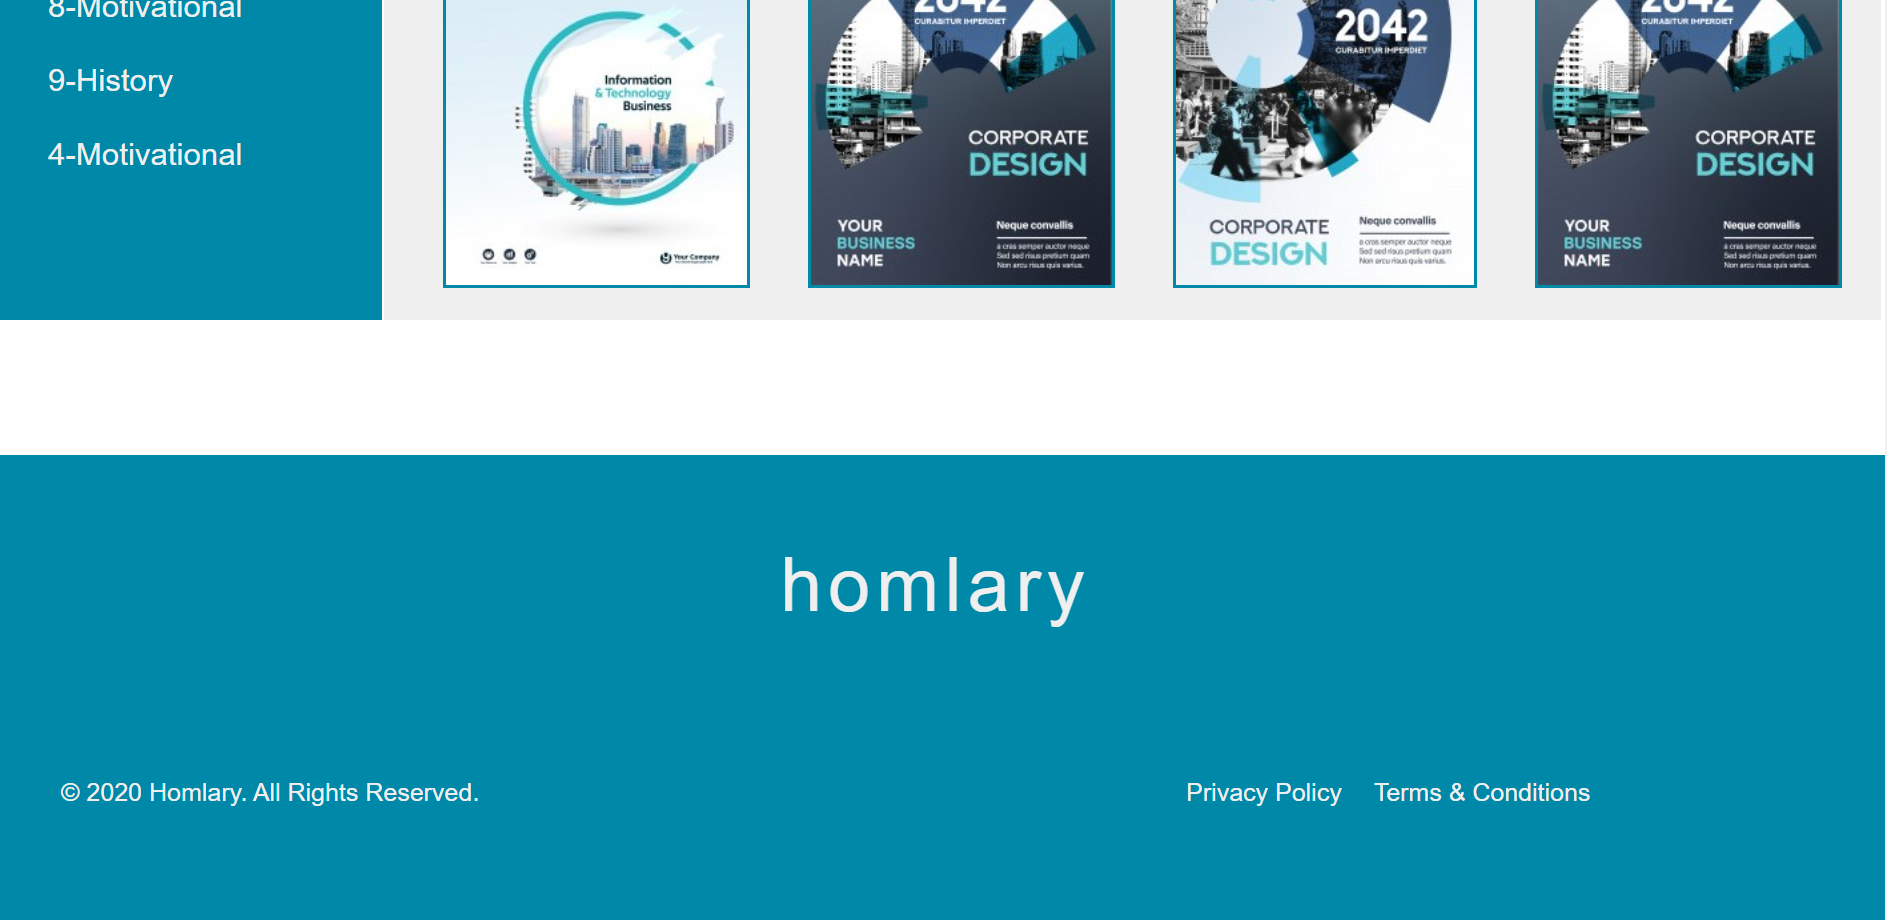 8-Motivational
9-History
4-Motivational
Information
& Technology
Business
Your Company
2042
CURABITUR IMPERDIET
CORPORATE
DESIGN
YOUR
BUSINESS
NAME
Neque convallis
a cras semper auctor neque
Sed sed risus pretium quam
Non arcu risus quis varius.
2042
CURABITUR IMPERDIET
CORPORATE
DESIGN
Neque convallis
a cras semper auctor neque
Sed sed risus pretium quam
Non arcu risus quis varius.
2042
CURABITUR IMPERDIET
CORPORATE
DESIGN
YOUR
BUSINESS
NAME
Neque convallis
a cras semper auctor neque
Sed sed risus pretium quam
Non arcu risus quis varius.
homlary
© 2020 Homlary. All Rights Reserved.
Privacy Policy
Terms & Conditions